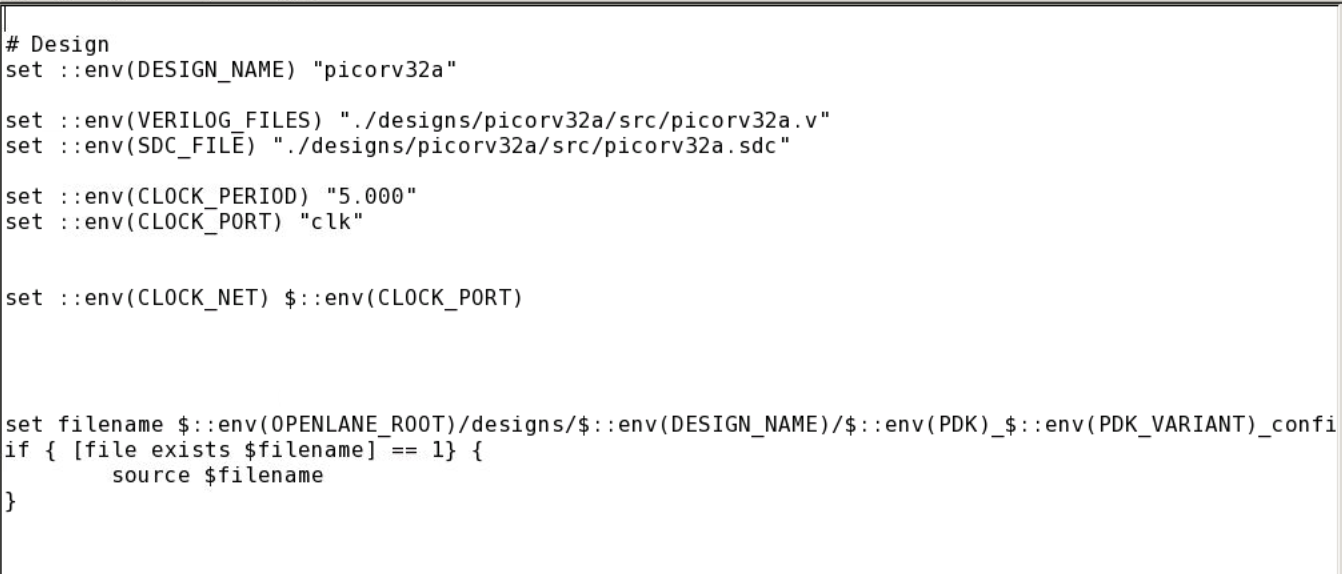 # Design
set ::env(DESIGN_NAME) "picorv32a"
set ::env(VERILOG_FILES) "./designs/picorv32a/src/picorv32a.v"
set ::env(SDC_FILE) "./designs/picorv32a/src/picorv32a.sdc"
set ::env(CLOCK_PERIOD) "5.000"
set ::env(CLOCK_PORT) "clk"
set ::env(CLOCK_NET) $::env(CLOCK_PORT)
set filename $::env(OPENLANE_ROOT)/designs/$::env(DESIGN_NAME)/$::env(PDK)_$::env(PDK_VARIANT)_confi
if { [file exists $filename] == 1} {
source $filename
}